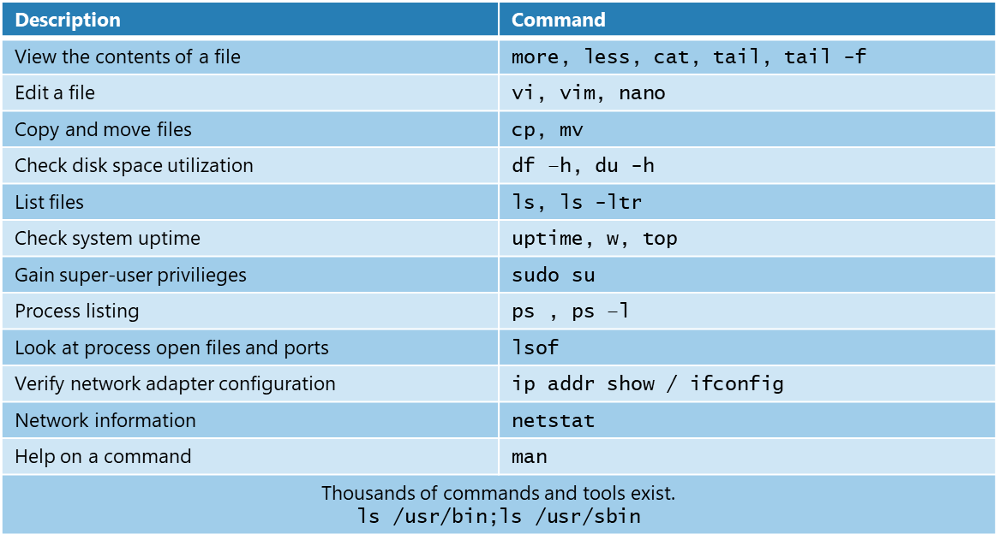 Description Command
View the contents of a file more, less, cat, tail, tail -f
Edit a file vi, vim, nano
Copy and move files cp, mv
Check disk space utilization df –h, du -h
List files ls, ls -ltr
Check system uptime uptime, w, top
Gain super-user privilieges sudo su
Process listing ps , ps –l
Look at process open files and ports lsof
Verify network adapter configuration ip addr show / ifconfig
Network information netstat
Help on a command man
Thousands of commands and tools exist.
ls /usr/bin;ls /usr/sbin